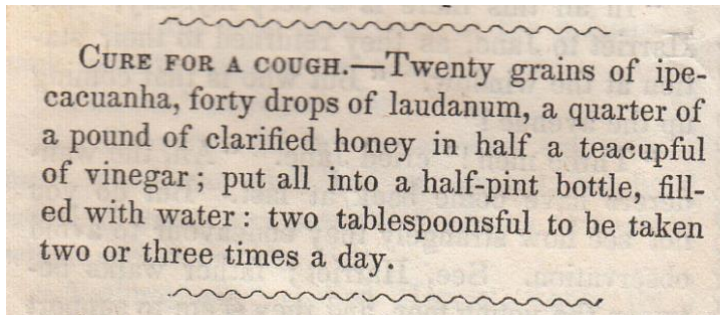 Cure for a cough.—Twenty grains of ipe-
cacuanha, forty drops of laudanum, a quarter of
a pound of clarified honey in half a teacupful
of vinegar; put all into a half-pint bottle, fill-
ed with water: two tablespoonsful to be taken
two or three times a day.